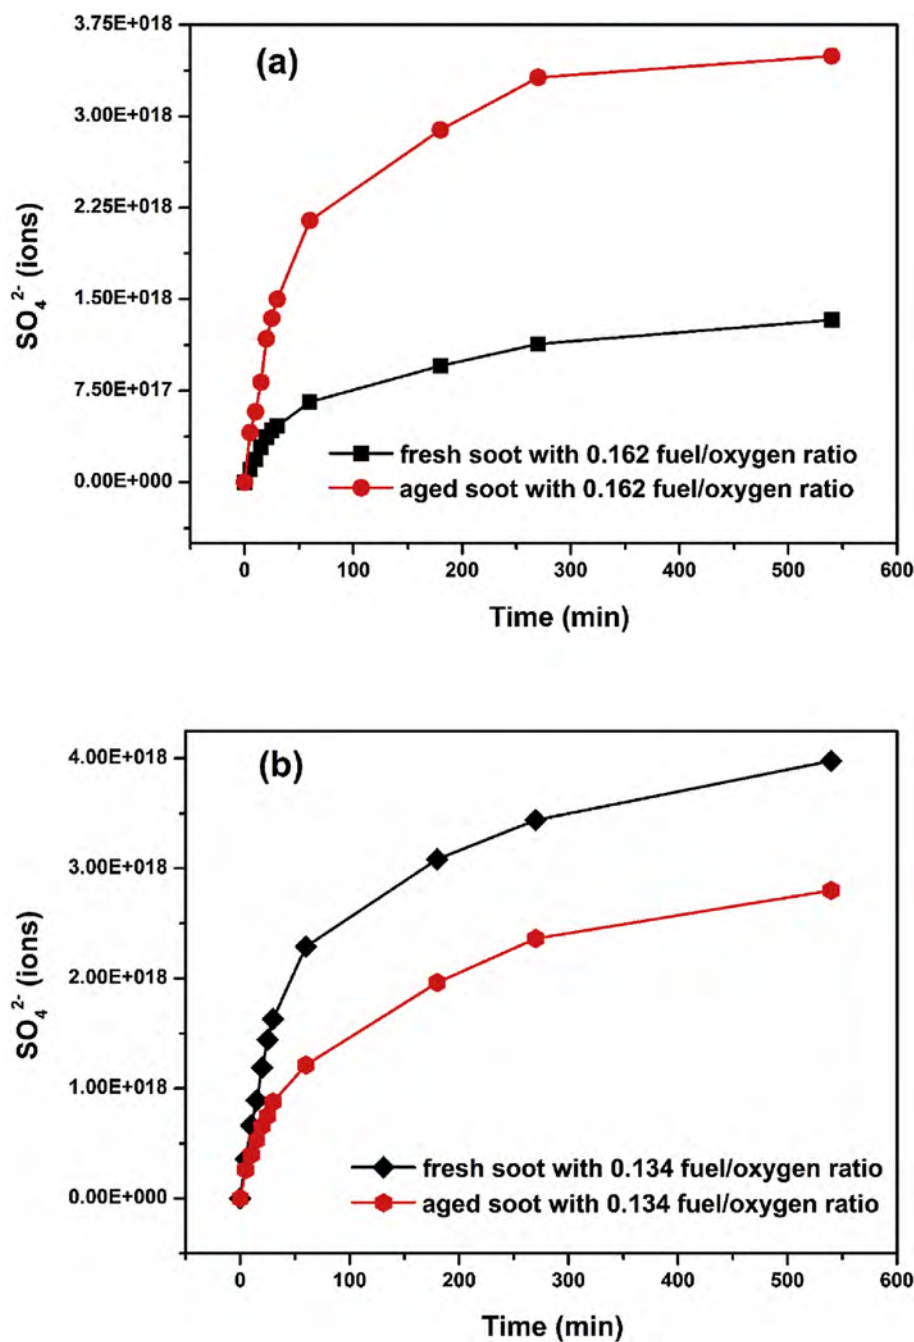 (a)
3.75E+018
3.00E+018
2.25E+018
1.50E+018
7.50E+017
0.00E+000
SO₄²⁻ (ions)
fresh soot with 0.162 fuel/oxygen ratio
aged soot with 0.162 fuel/oxygen ratio
0 100 200 300 400 500 600
Time (min)
(b)
4.00E+018
3.00E+018
2.00E+018
1.00E+018
0.00E+000
SO₄²⁻ (ions)
fresh soot with 0.134 fuel/oxygen ratio
aged soot with 0.134 fuel/oxygen ratio
0 100 200 300 400 500 600
Time (min)